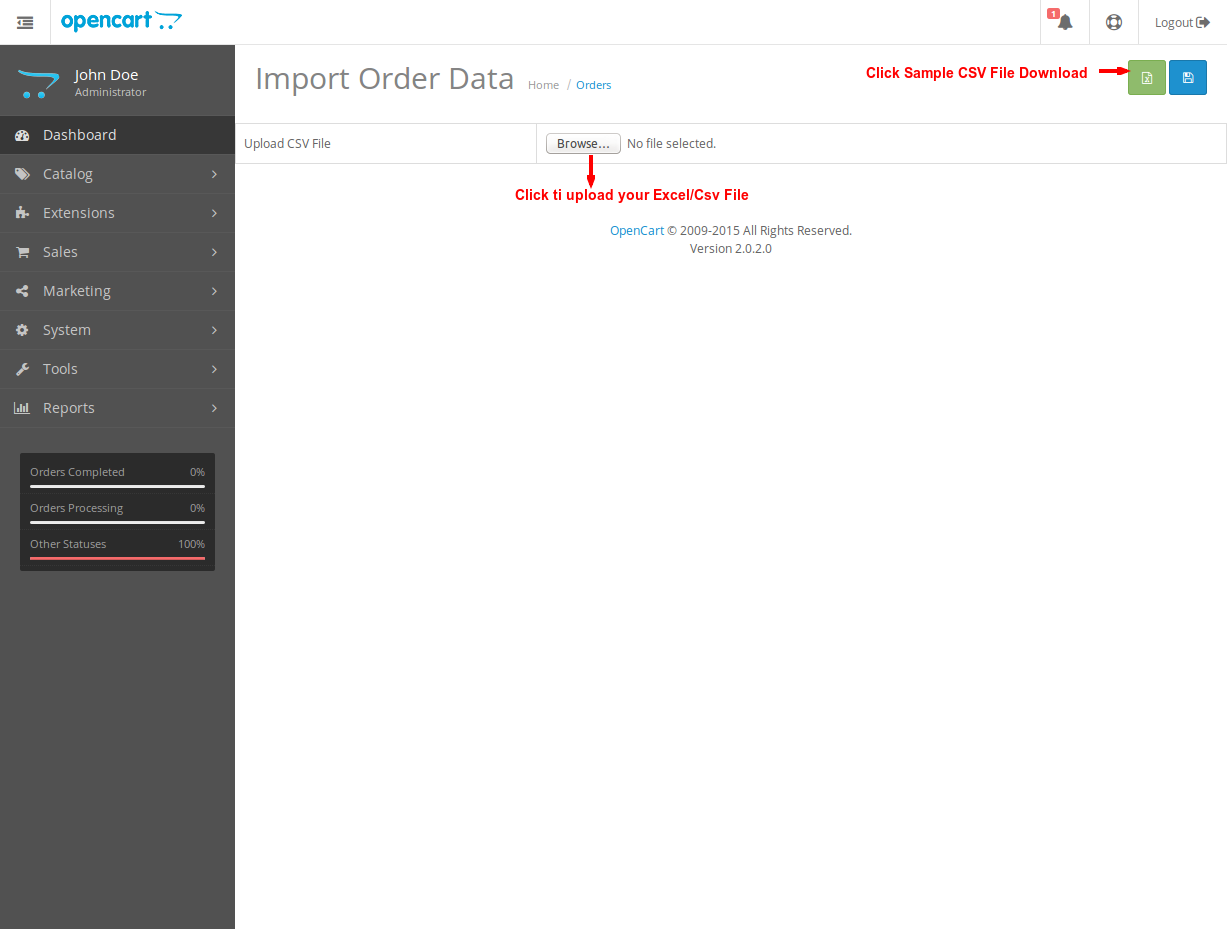 opencart
1
Logout
John Doe
Administrator
Import Order Data Home / Orders
Click Sample CSV File Download
Dashboard
Catalog
Extensions
Sales
Marketing
System
Tools
Reports
Orders Completed 0%
Orders Processing 0%
Other Statuses 100%
Upload CSV File
Browse... No file selected.
Click ti upload your Excel/Csv File
OpenCart © 2009-2015 All Rights Reserved.
Version 2.0.2.0